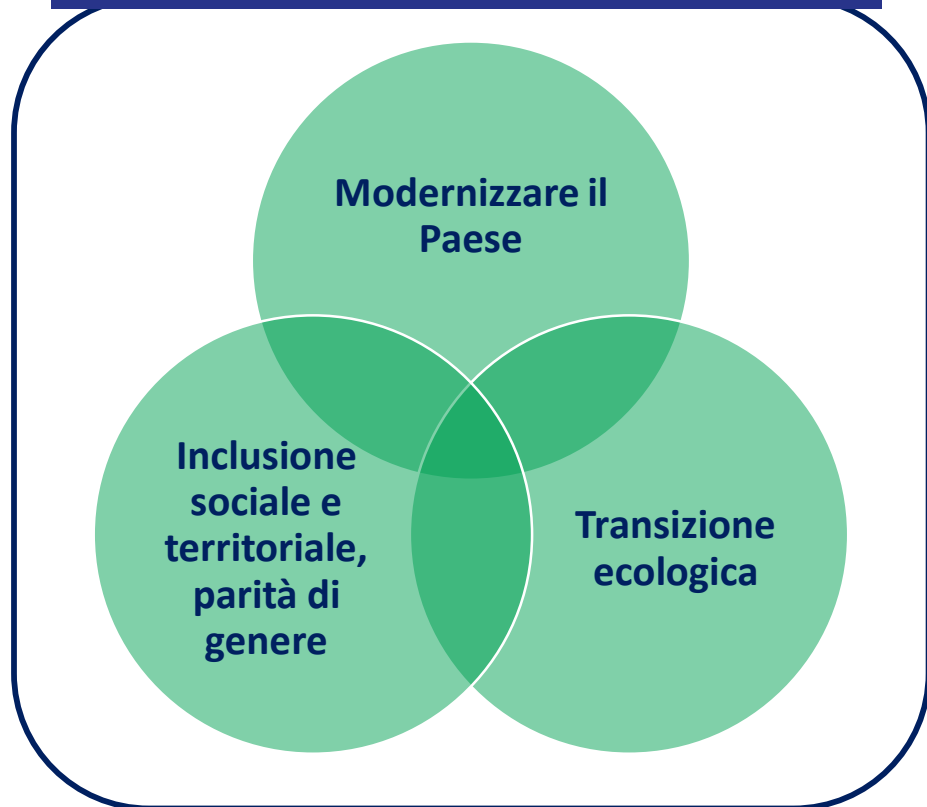 Modernizzare il
Paese
Inclusione
sociale e
territoriale,
parità di
genere
Transizione
ecologica